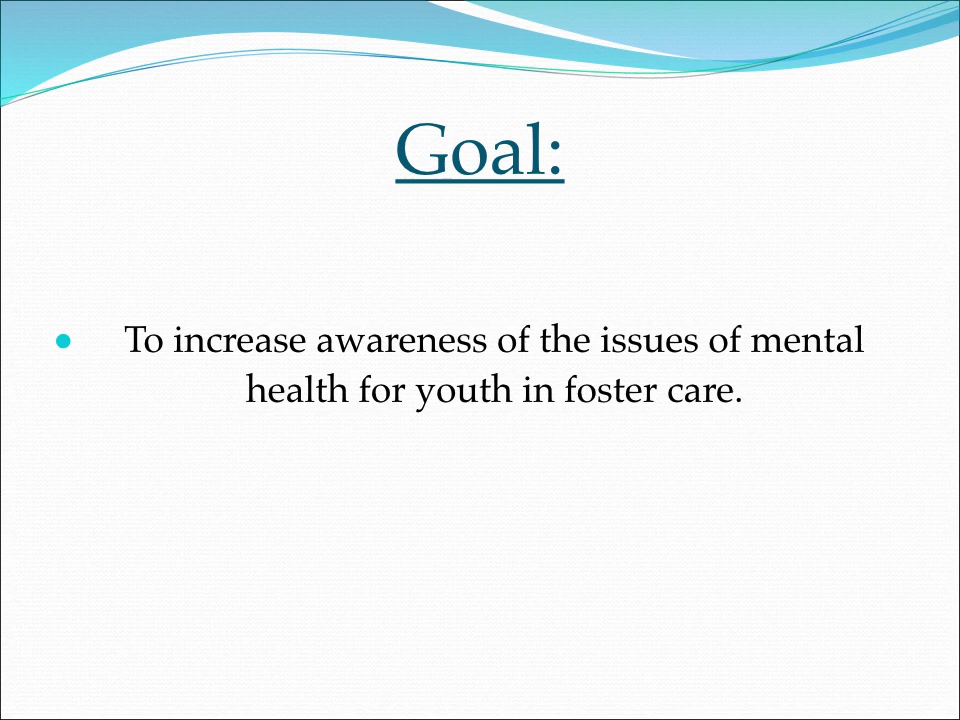 Goal:
• To increase awareness of the issues of mental
health for youth in foster care.